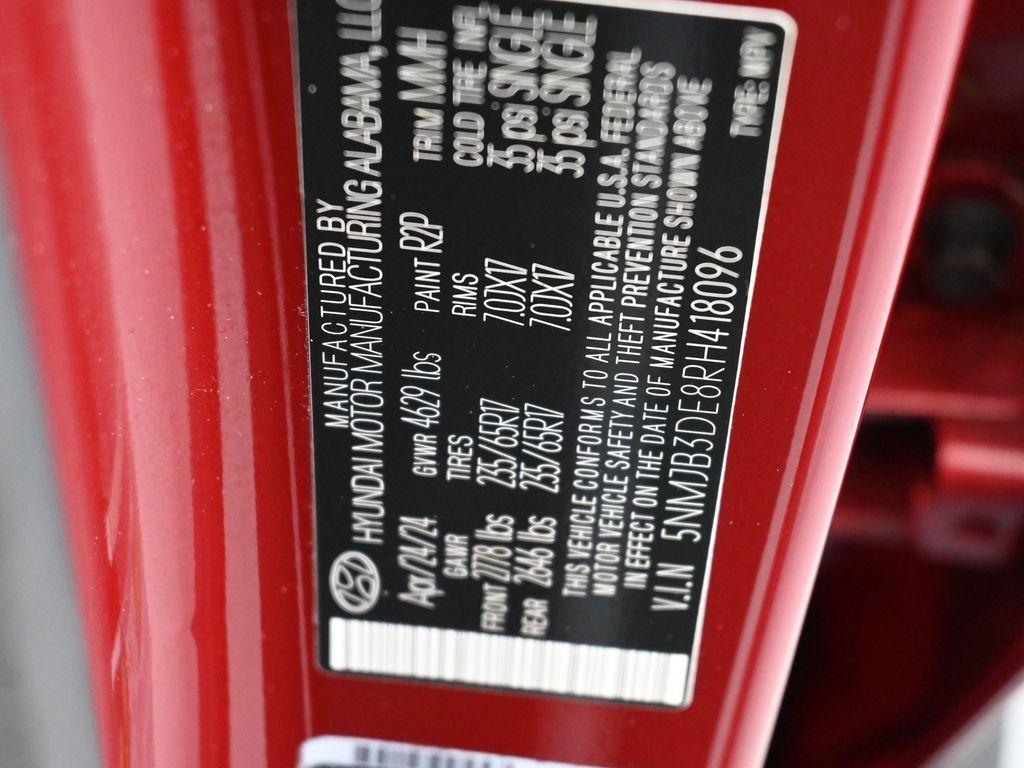 MANUFACTURED BY
HYUNDAI MOTOR MANUFACTURING ALABAMA, LLC
Apr/24/24 GVWR 4629 lbs PAINT R2P TRIM MMH
GAWR TIRES RIMS COLD TIRE INFL
FRONT 2778 lbs 235/65R17 7.0JX17 35 psi SINGLE
REAR 2646 lbs 235/65R17 7.0JX17 35 psi SINGLE
THIS VEHICLE CONFORMS TO ALL APPLICABLE U.S.A. FEDERAL
MOTOR VEHICLE SAFETY AND THEFT PREVENTION STANDARDS
IN EFFECT ON THE DATE OF MANUFACTURE SHOWN ABOVE
V.I.N 5NMJB3DE8RH418096 TYPE: MPV